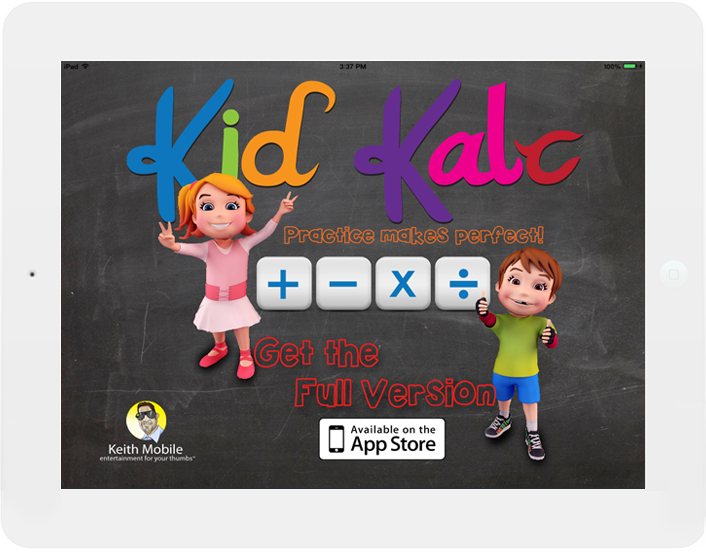 iPad 3:37 PM 100%
Kid Kalc
Practice makes perfect!
+ − x ÷
Get the
Full Version
Available on the
App Store
Keith Mobile
entertainment for your thumbs™